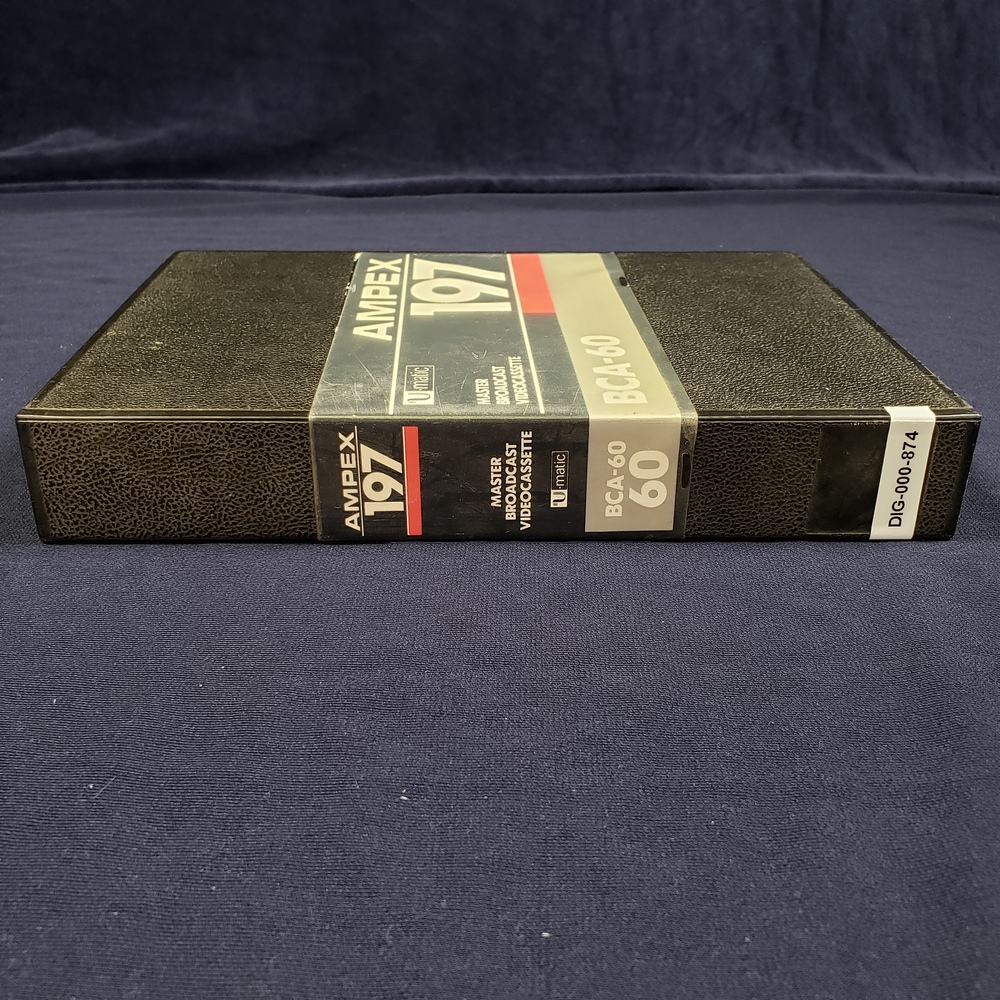 AMPEX
197
U-matic
MASTER
BROADCAST
VIDEOCASSETTE
BCA-60
AMPEX
197
MASTER
BROADCAST
VIDEOCASSETTE
U-matic
BCA-60
60
DIG-000-874